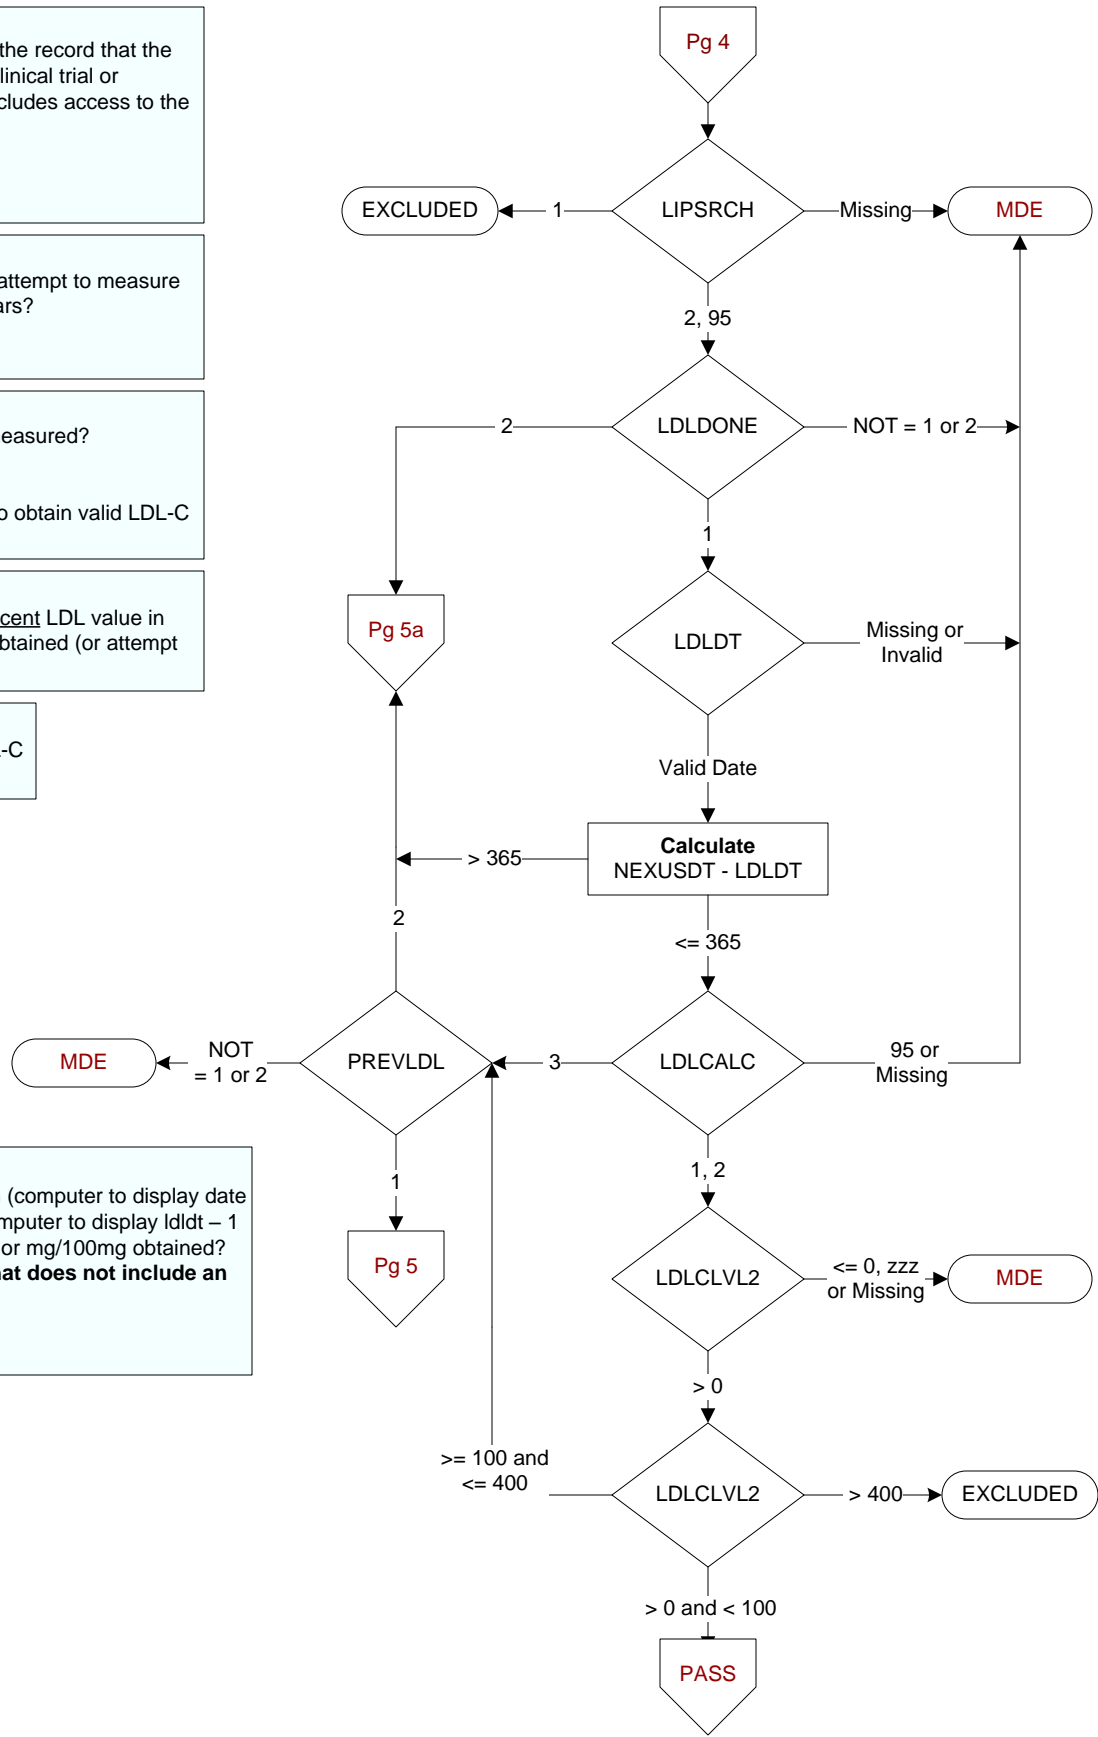 the record that the
linical trial or
cludes access to the
attempt to measure
ars?
easured?
o obtain valid LDL-C
cent LDL value in
btained (or attempt
-C
(computer to display date
mputer to display ldldt – 1
or mg/100mg obtained?
hat does not include an
Pg 4
EXCLUDED
1
LIPSRCH
Missing
MDE
2, 95
2
LDLDONE
NOT = 1 or 2
1
Pg 5a
LDLDT
Missing or
Invalid
Valid Date
Calculate
NEXUSDT - LDLDT
> 365
<= 365
2
MDE
NOT
= 1 or 2
PREVLDL
3
LDLCALC
95 or
Missing
1
1, 2
Pg 5
LDLCLVL2
<= 0, zzz
or Missing
MDE
> 0
>= 100 and
<= 400
LDLCLVL2
> 400
EXCLUDED
> 0 and < 100
PASS